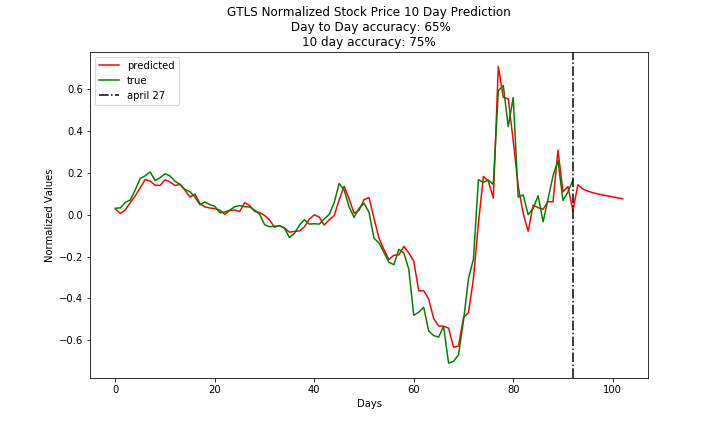 GTLS Normalized Stock Price 10 Day Prediction
Day to Day accuracy: 65%
10 day accuracy: 75%
predicted
true
april 27
0.6
0.4
0.2
0.0
−0.2
−0.4
−0.6
Normalized Values
0 20 40 60 80 100
Days